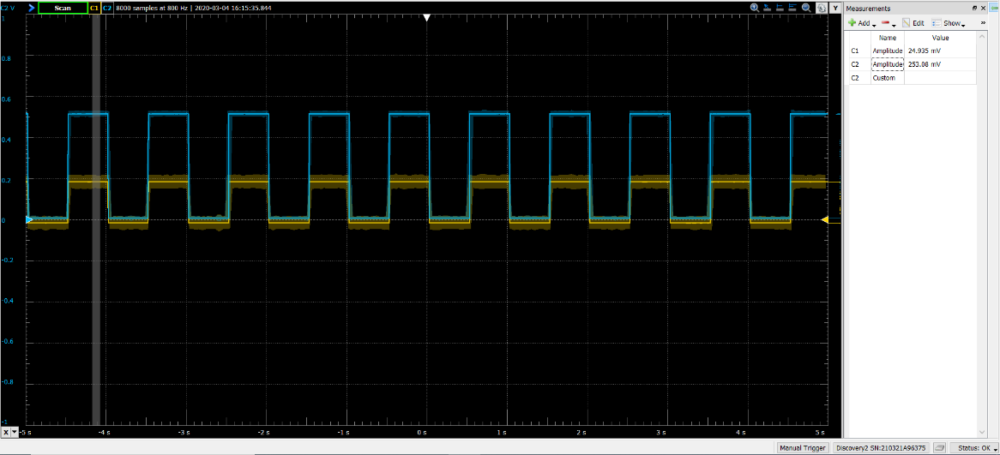 C2 V Scan C1 C2 8000 samples at 800 Hz | 2020-03-04 16:15:35.844 Y
Measurements
Add Edit Show »
Name Value
C1 Amplitude 24.935 mV
C2 Amplitude 253.08 mV
C2 Custom
1
0.8
0.6
0.4
0.2
0
-0.2
-0.4
-0.6
-0.8
-1
X -5 s -4 s -3 s -2 s -1 s 0 s 1 s 2 s 3 s 4 s 5 s
Manual Trigger Discovery2 SN:210321A96375 Status: OK